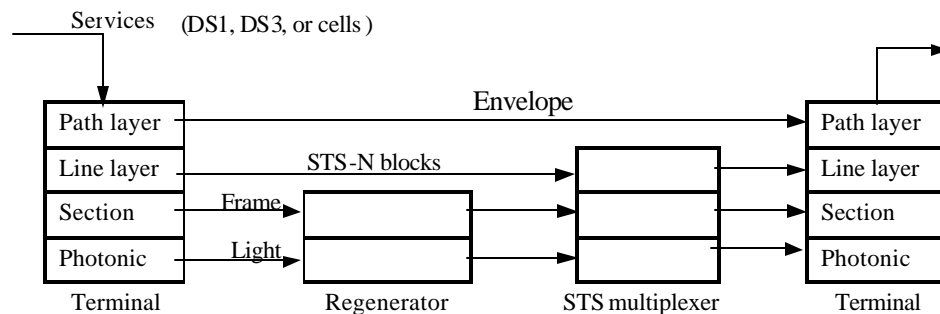 Services (DS1, DS3, or cells )
Envelope
Path layer
Path layer
Line layer
STS-N blocks
Line layer
Section
Frame
Section
Photonic
Light
Photonic
Terminal
Regenerator
STS multiplexer
Terminal